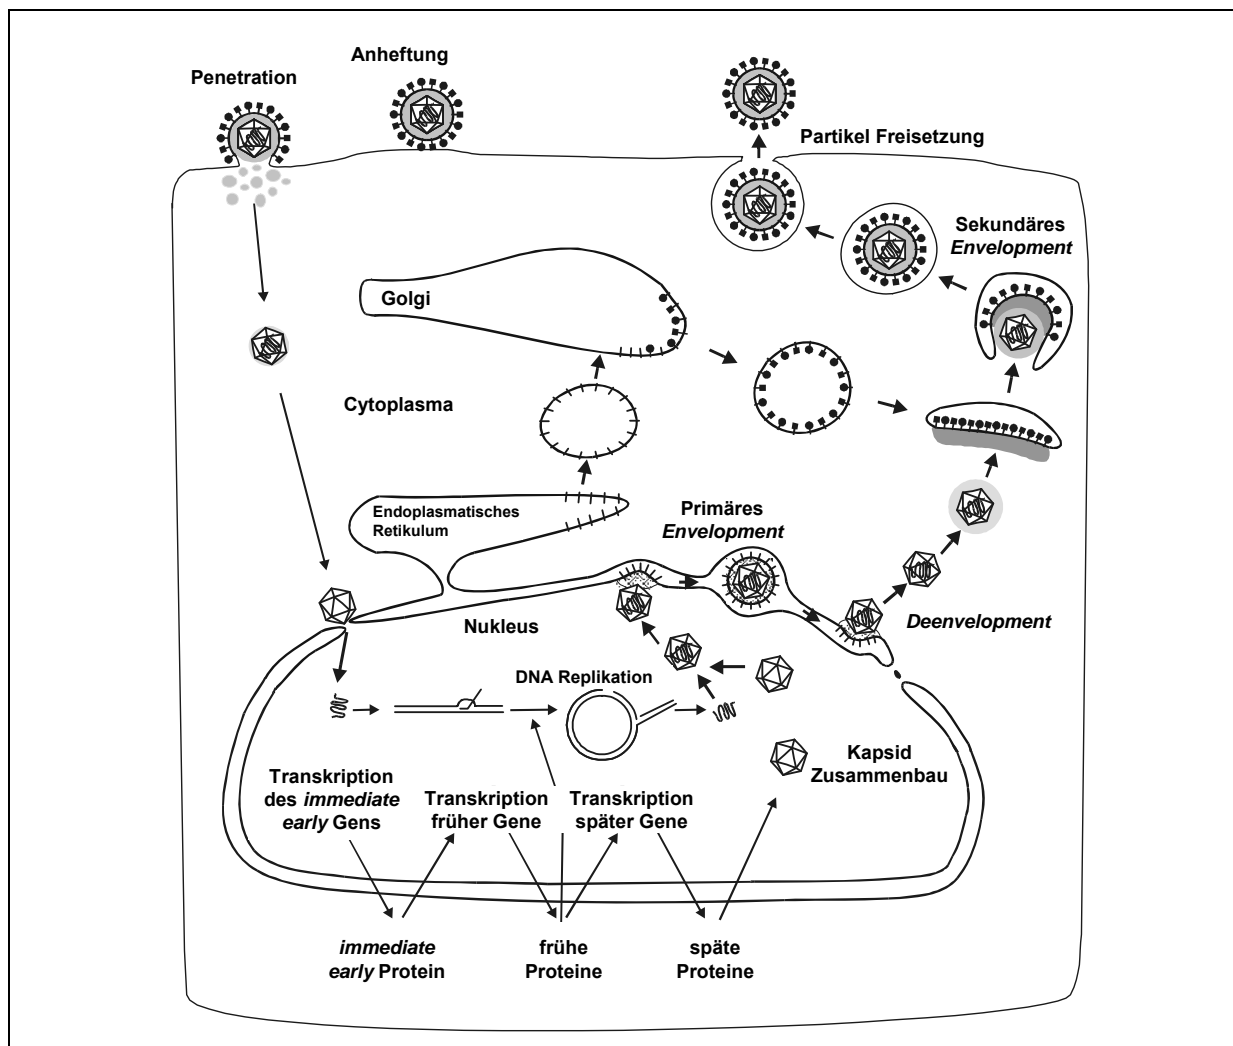 Anheftung
Penetration
Partikel Freisetzung
Sekundäres
Envelopment
Golgi
Cytoplasma
Endoplasmatisches
Retikulum
Primäres
Envelopment
Nukleus
Deenvelopment
DNA Replikation
Kapsid
Zusammenbau
Transkription
des immediate
early Gens
Transkription
früher Gene
Transkription
später Gene
immediate
early Protein
frühe
Proteine
späte
Proteine